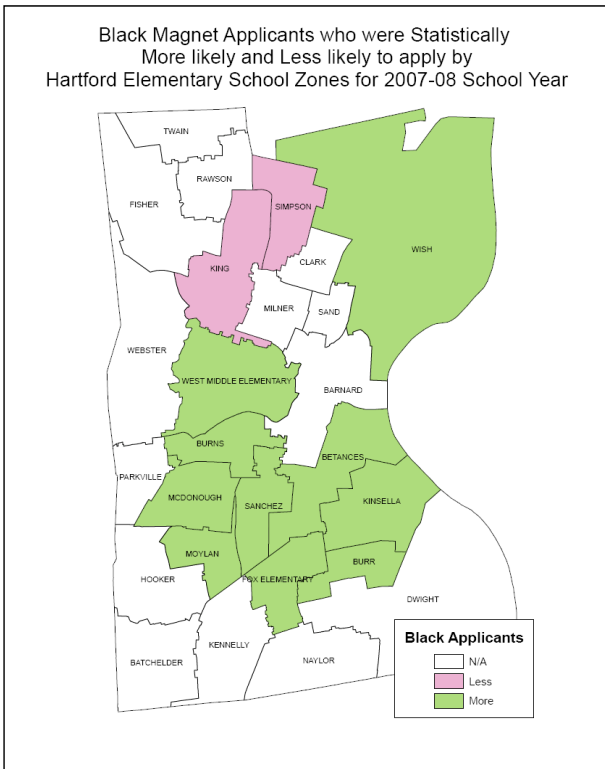 Black Magnet Applicants who were Statistically
More likely and Less likely to apply by
Hartford Elementary School Zones for 2007-08 School Year
TWAIN
RAWSON
FISHER
SIMPSON
WISH
CLARK
KING
MILNER
SAND
WEBSTER
WEST MIDDLE ELEMENTARY
BARNARD
BURNS
BETANCES
PARKVILLE
MCDONOUGH
KINSELLA
SANCHEZ
MOYLAN
BURR
HOOKER
FOX ELEMENTARY
DWIGHT
KENNELLY
BATCHELDER
NAYLOR
Black Applicants
N/A
Less
More